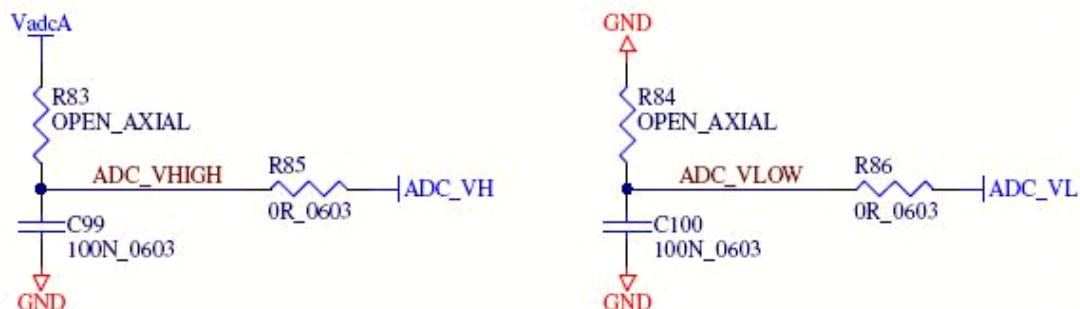 VadcA
R83
OPEN_AXIAL
ADC_VHIGH
R85
0R_0603
ADC_VH
C99
100N_0603
GND
GND
R84
OPEN_AXIAL
ADC_VLOW
R86
0R_0603
ADC_VL
C100
100N_0603
GND